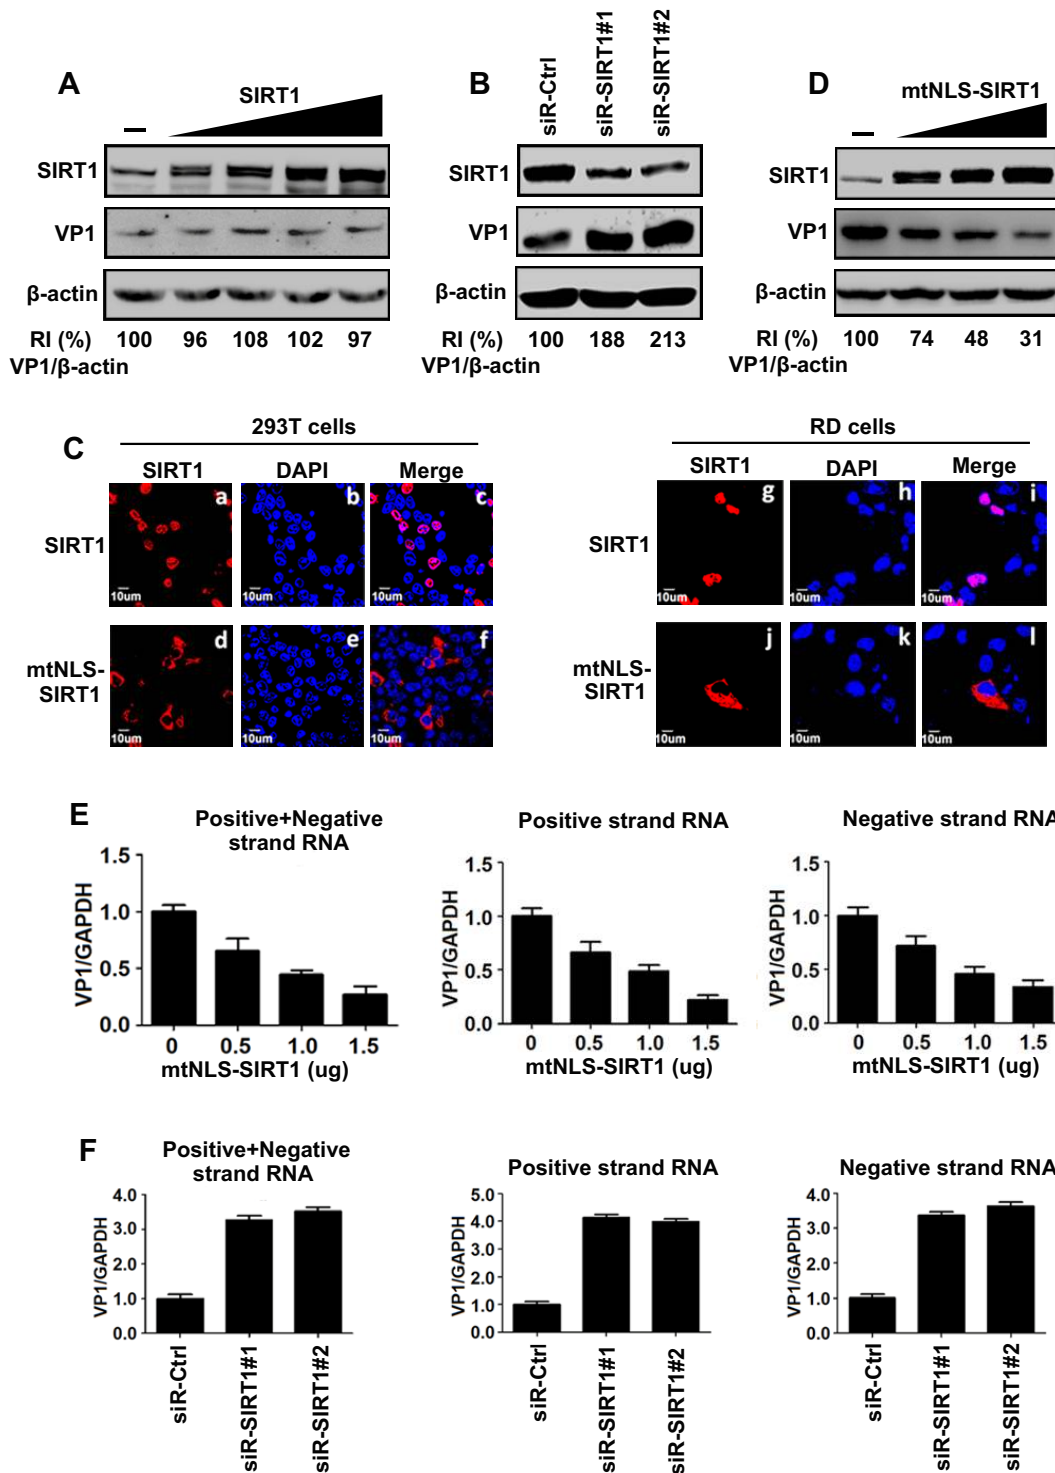 A
SIRT1
–
SIRT1
VP1
β-actin
RI (%) 100 96 108 102 97
VP1/β-actin
B
siR-Ctrl
siR-SIRT1#1
siR-SIRT1#2
SIRT1
VP1
β-actin
RI (%) 100 188 213
VP1/β-actin
D
mtNLS-SIRT1
–
SIRT1
VP1
β-actin
RI (%) 100 74 48 31
VP1/β-actin
C
293T cells
SIRT1 DAPI Merge
SIRT1
a b c
10um 10um 10um
mtNLS-
SIRT1
d e f
10um 10um 10um
RD cells
SIRT1 DAPI Merge
SIRT1
g h i
10um 10um 10um
mtNLS-
SIRT1
j k l
10um 10um 10um
E
Positive+Negative
strand RNA
VP1/GAPDH
1.5
1.0
0.5
0.0
0 0.5 1.0 1.5
mtNLS-SIRT1 (ug)
Positive strand RNA
VP1/GAPDH
1.5
1.0
0.5
0.0
0 0.5 1.0 1.5
mtNLS-SIRT1 (ug)
Negative strand RNA
VP1/GAPDH
1.5
1.0
0.5
0.0
0 0.5 1.0 1.5
mtNLS-SIRT1 (ug)
F
Positive+Negative
strand RNA
VP1/GAPDH
4.0
3.0
2.0
1.0
0.0
siR-Ctrl
siR-SIRT1#1
siR-SIRT1#2
Positive strand RNA
VP1/GAPDH
5.0
4.0
3.0
2.0
1.0
0.0
siR-Ctrl
siR-SIRT1#1
siR-SIRT1#2
Negative strand RNA
VP1/GAPDH
4.0
3.0
2.0
1.0
0.0
siR-Ctrl
siR-SIRT1#1
siR-SIRT1#2